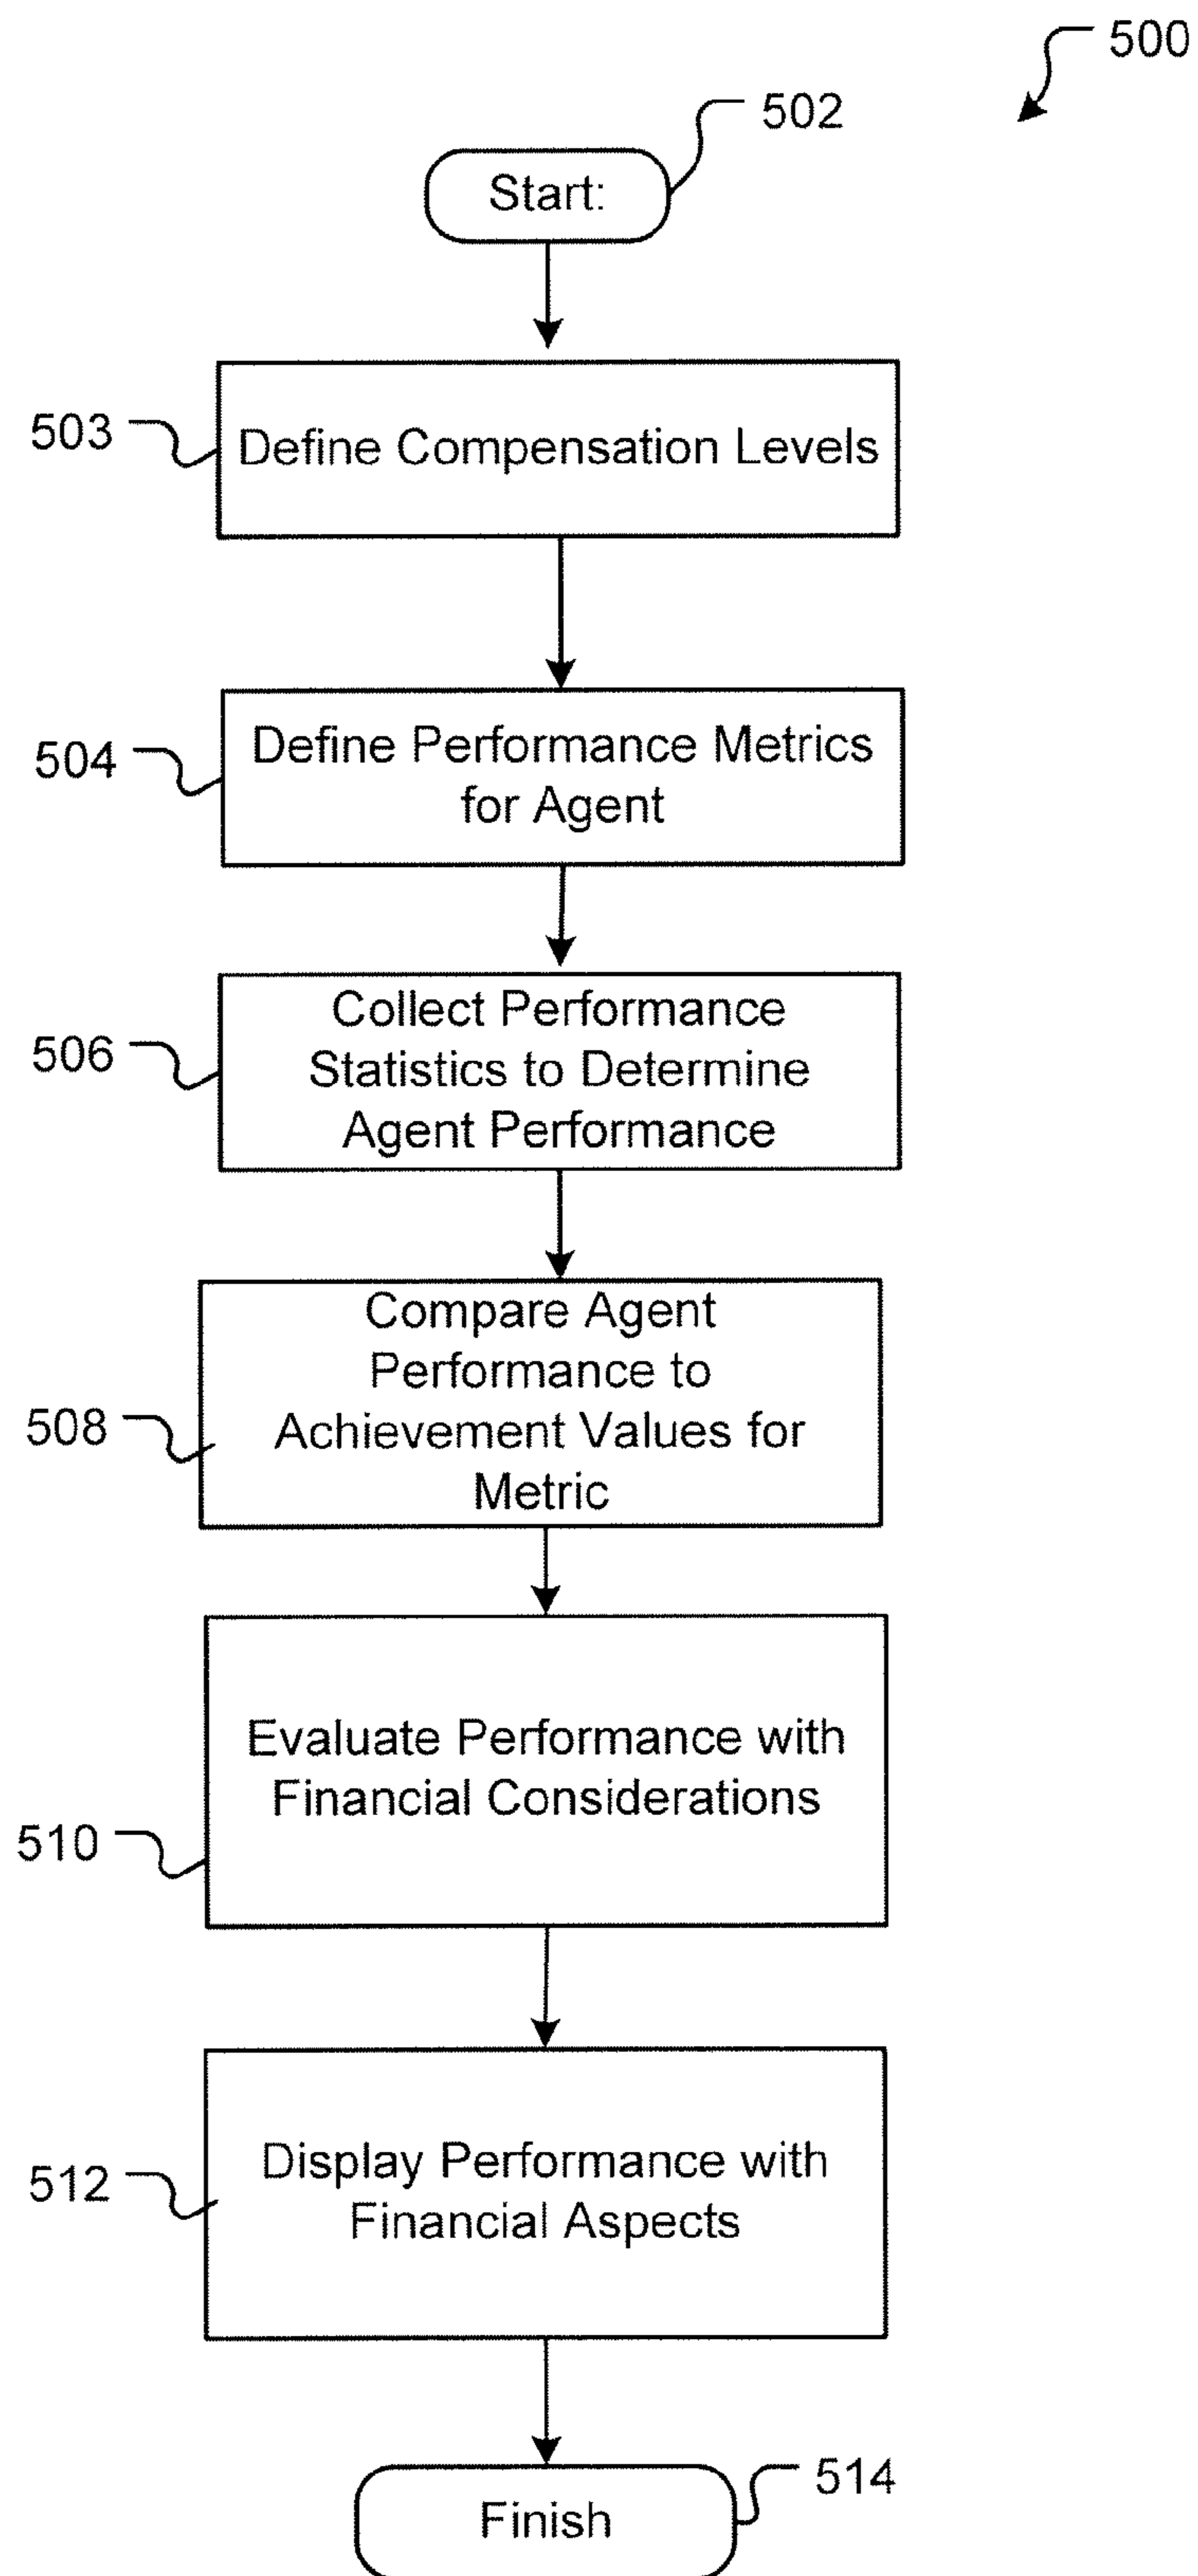 500
502
Start:
503
Define Compensation Levels
504
Define Performance Metrics
for Agent
506
Collect Performance
Statistics to Determine
Agent Performance
508
Compare Agent
Performance to
Achievement Values for
Metric
510
Evaluate Performance with
Financial Considerations
512
Display Performance with
Financial Aspects
514
Finish